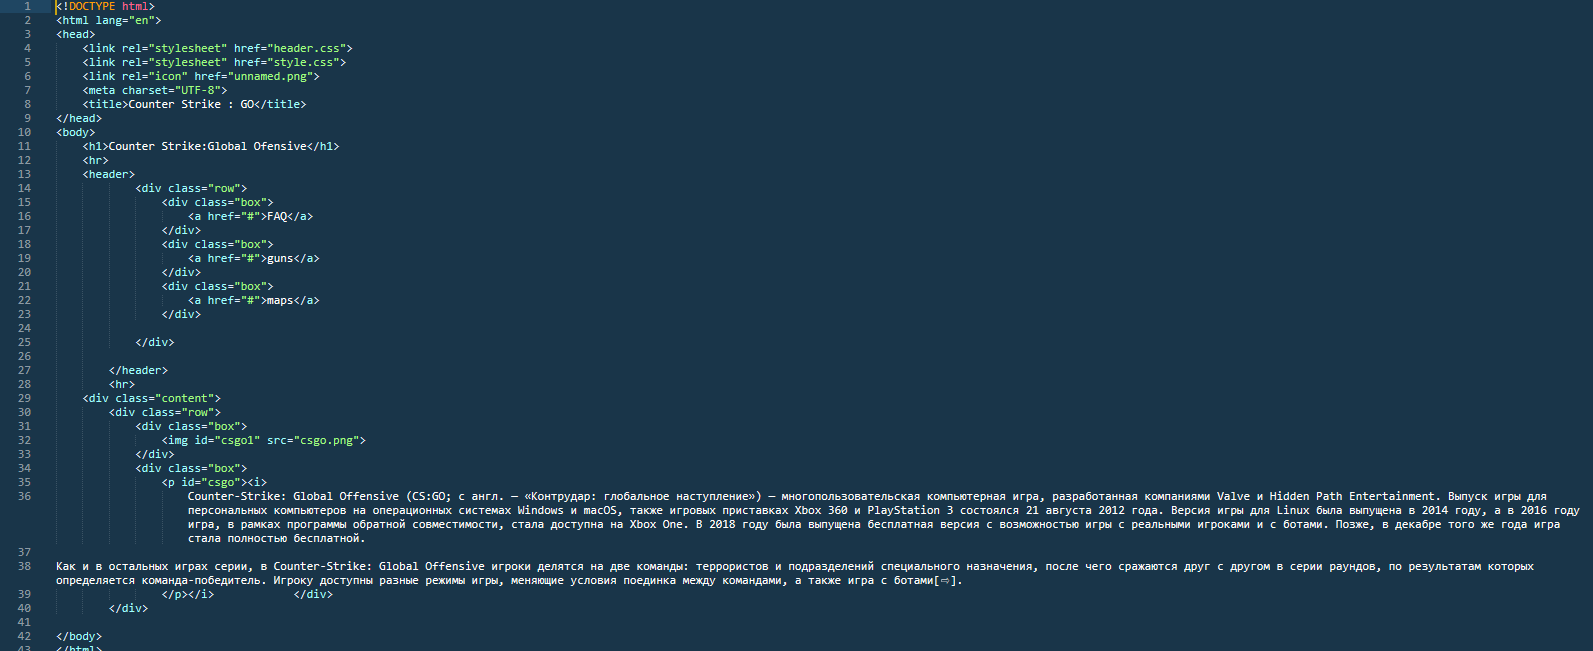 1 <!DOCTYPE html>
2 <html lang="en">
3 <head>
4 <link rel="stylesheet" href="header.css">
5 <link rel="stylesheet" href="style.css">
6 <link rel="icon" href="unnamed.png">
7 <meta charset="UTF-8">
8 <title>Counter Strike : GO</title>
9 </head>
10 <body>
11 <h1>Counter Strike:Global Ofensive</h1>
12 <hr>
13 <header>
14 <div class="row">
15 <div class="box">
16 <a href="#">FAQ</a>
17 </div>
18 <div class="box">
19 <a href="#">guns</a>
20 </div>
21 <div class="box">
22 <a href="#">maps</a>
23 </div>
24
25 </div>
26
27 </header>
28 <hr>
29 <div class="content">
30 <div class="row">
31 <div class="box">
32 <img id="csgo1" src="csgo.png">
33 </div>
34 <div class="box">
35 <p id="csgo"><i>
36 Counter-Strike: Global Offensive (CS:GO; с англ. — «Контрудар: глобальное наступление») — многопользовательская компьютерная игра, разработанная компаниями Valve и Hidden Path Entertainment. Выпуск игры для
персональных компьютеров на операционных системах Windows и macOS, также игровых приставках Xbox 360 и PlayStation 3 состоялся 21 августа 2012 года. Версия игры для Linux была выпущена в 2014 году, а в 2016 году
игра, в рамках программы обратной совместимости, стала доступна на Xbox One. В 2018 году была выпущена бесплатная версия с возможностью игры с реальными игроками и с ботами. Позже, в декабре того же года игра
стала полностью бесплатной.
37
38 Как и в остальных играх серии, в Counter-Strike: Global Offensive игроки делятся на две команды: террористов и подразделений специального назначения, после чего сражаются друг с другом в серии раундов, по результатам которых
определяется команда-победитель. Игроку доступны разные режимы игры, меняющие условия поединка между командами, а также игра с ботами[⇨].
39 </p></i> </div>
40 </div>
41
42 </body>
43 </html>